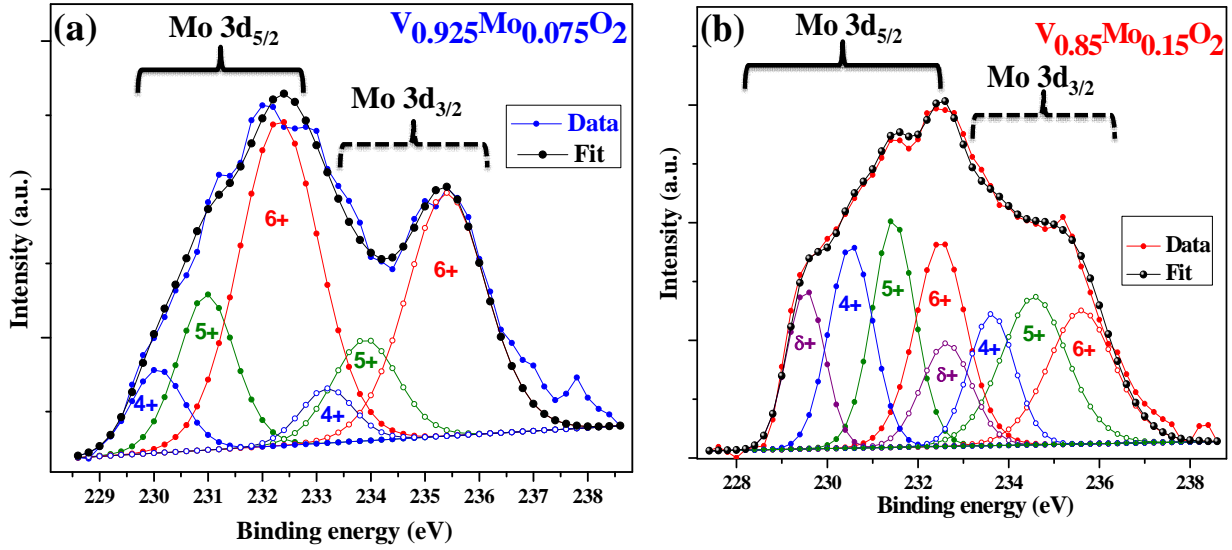 (a)
V0.925Mo0.075O2
Mo 3d5/2
Mo 3d3/2
Data
Fit
6+
6+
5+
5+
4+
4+
Intensity (a.u.)
229 230 231 232 233 234 235 236 237 238
Binding energy (eV)
(b)
V0.85Mo0.15O2
Mo 3d5/2
Mo 3d3/2
Data
Fit
δ+
4+
5+
6+
δ+
4+
5+
6+
Intensity (a.u.)
228 230 232 234 236 238
Binding energy (eV)